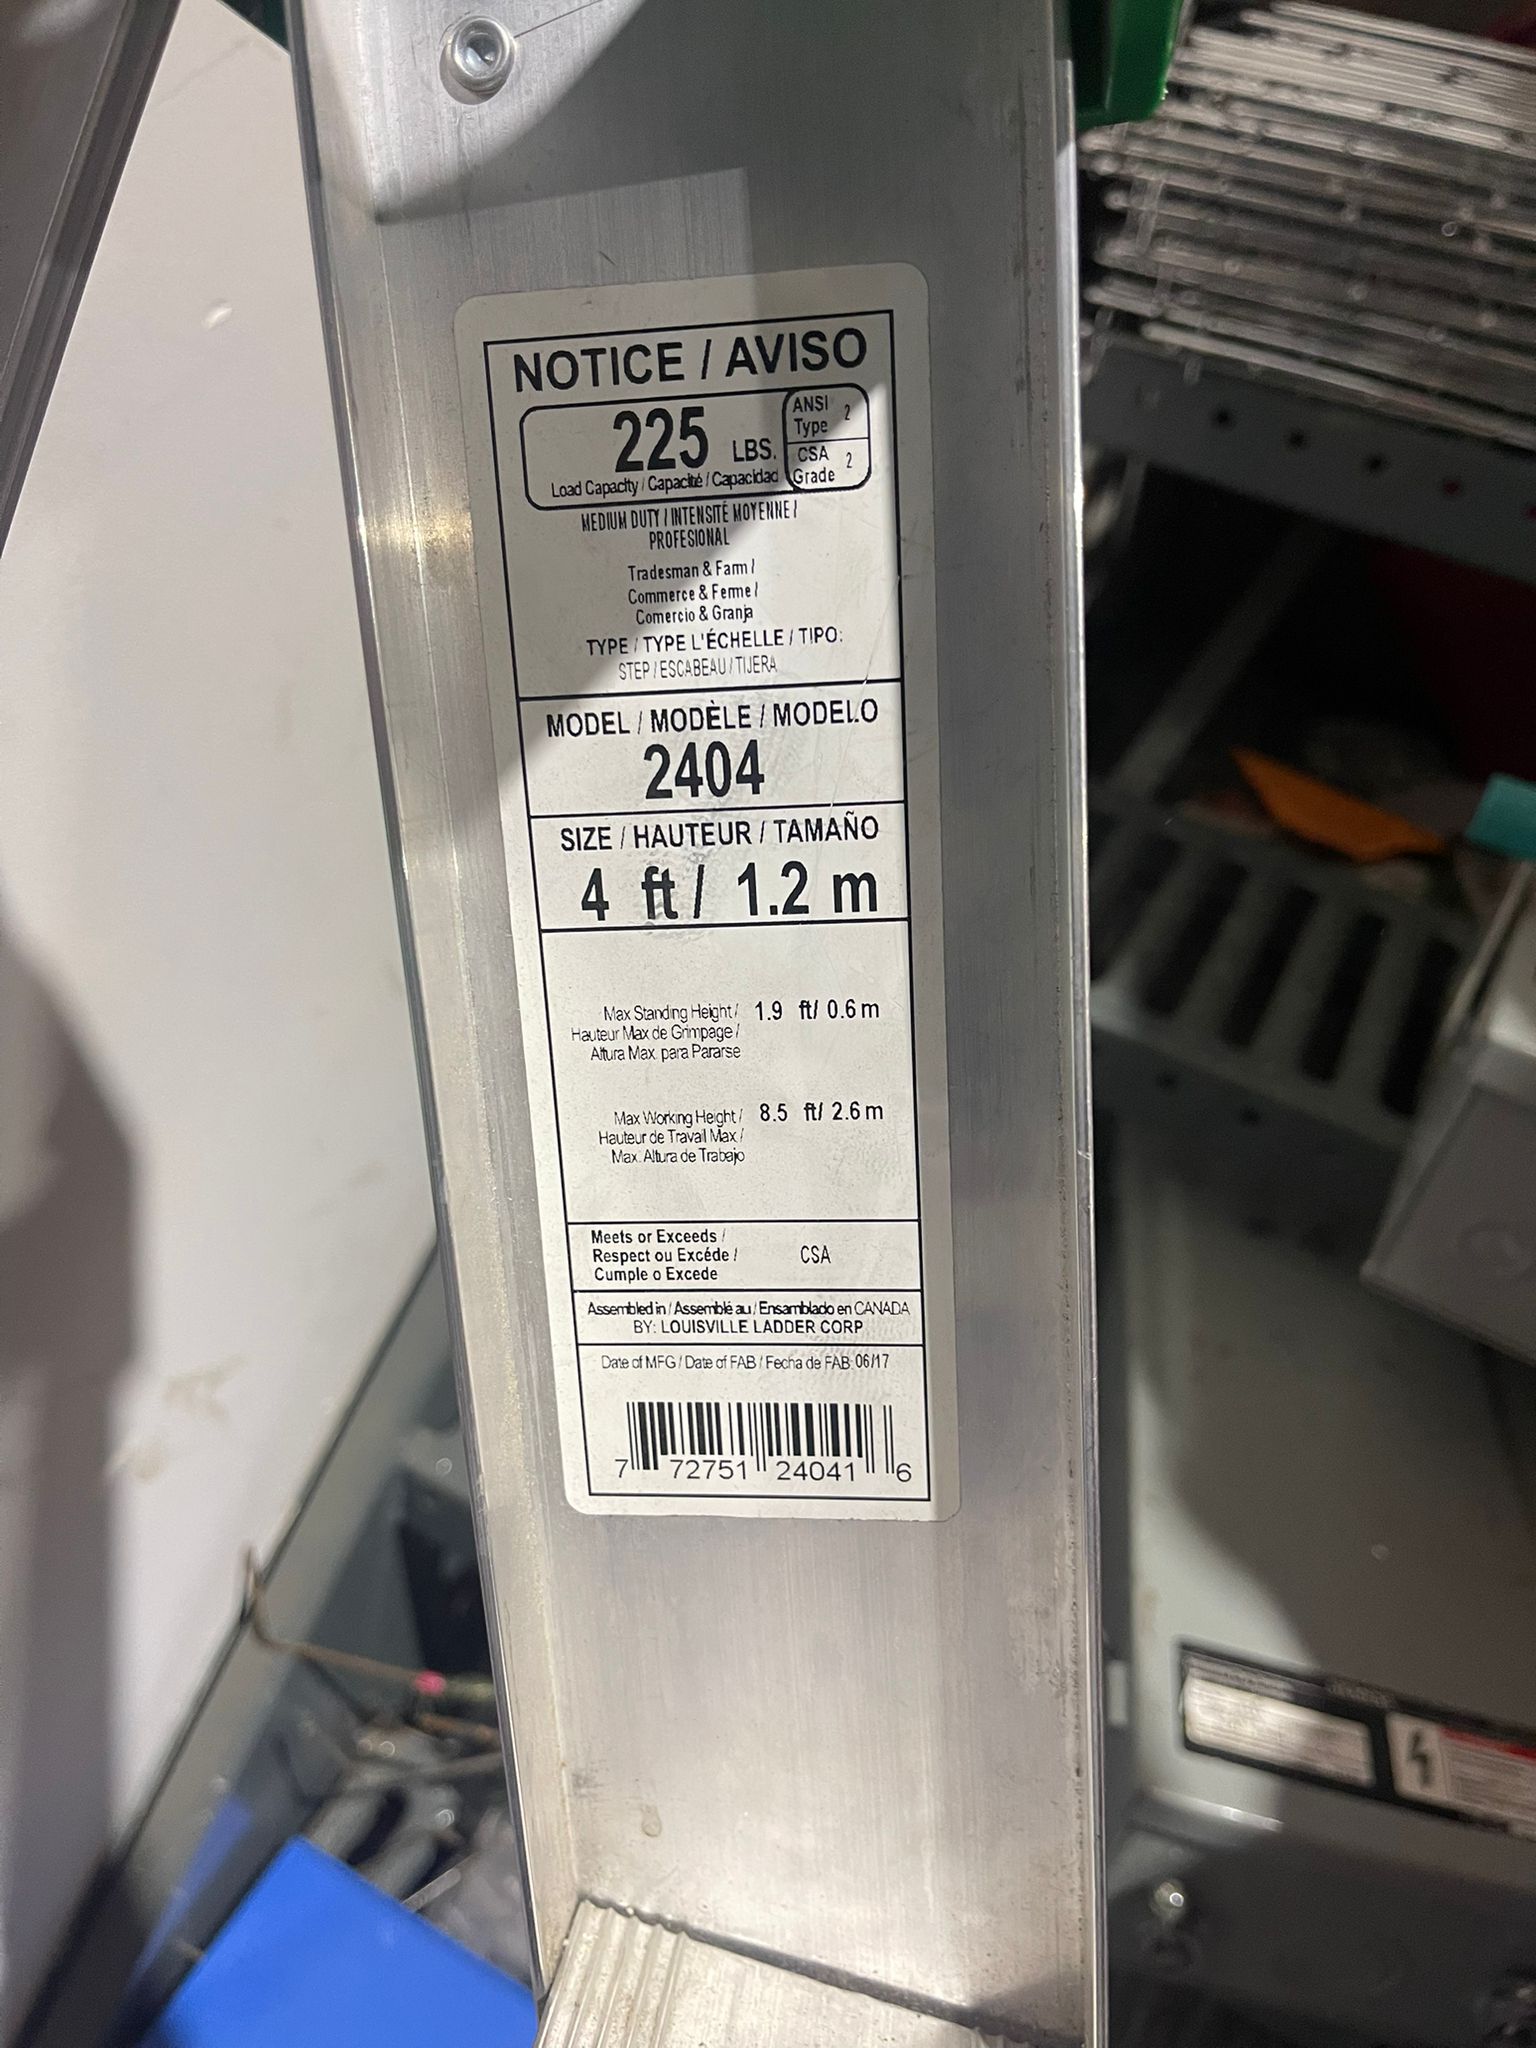 NOTICE / AVISO
225 LBS.
Load Capacity / Capacité / Capacidad
ANSI Type 2
CSA Grade 2
MEDIUM DUTY / INTENSITÉ MOYENNE /
PROFESIONAL
Tradesman & Farm /
Commerce & Ferme /
Comercio & Granja
TYPE / TYPE L'ÉCHELLE / TIPO:
STEP / ESCABEAU / TIJERA
MODEL / MODÈLE / MODELO
2404
SIZE / HAUTEUR / TAMAÑO
4 ft / 1.2 m
Max Standing Height / 1.9 ft/ 0.6 m
Hauteur Max de Grimpage /
Altura Max. para Pararse
Max Working Height / 8.5 ft/ 2.6 m
Hauteur de Travail Max /
Max. Altura de Trabajo
Meets or Exceeds /
Respect ou Excéde / CSA
Cumple o Excede
Assembled in / Assemblé au / Ensamblado en CANADA
BY: LOUISVILLE LADDER CORP
Date of MFG / Date of FAB / Fecha de FAB: 06/17
7 72751 24041 6